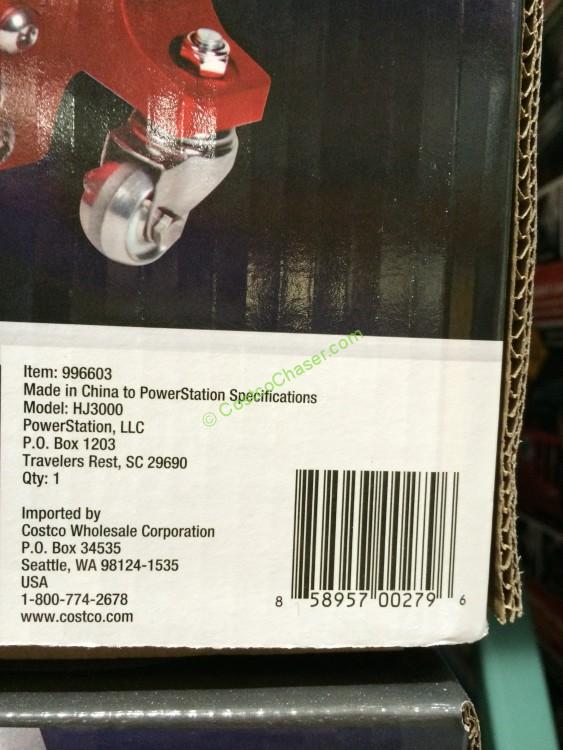 Item: 996603
Made in China to PowerStation Specifications
Model: HJ3000
PowerStation, LLC
P.O. Box 1203
Travelers Rest, SC 29690
Qty: 1
Imported by
Costco Wholesale Corporation
P.O. Box 34535
Seattle, WA 98124-1535
USA
1-800-774-2678
www.costco.com
8 58957 00279 6
© CostcoChaser.com